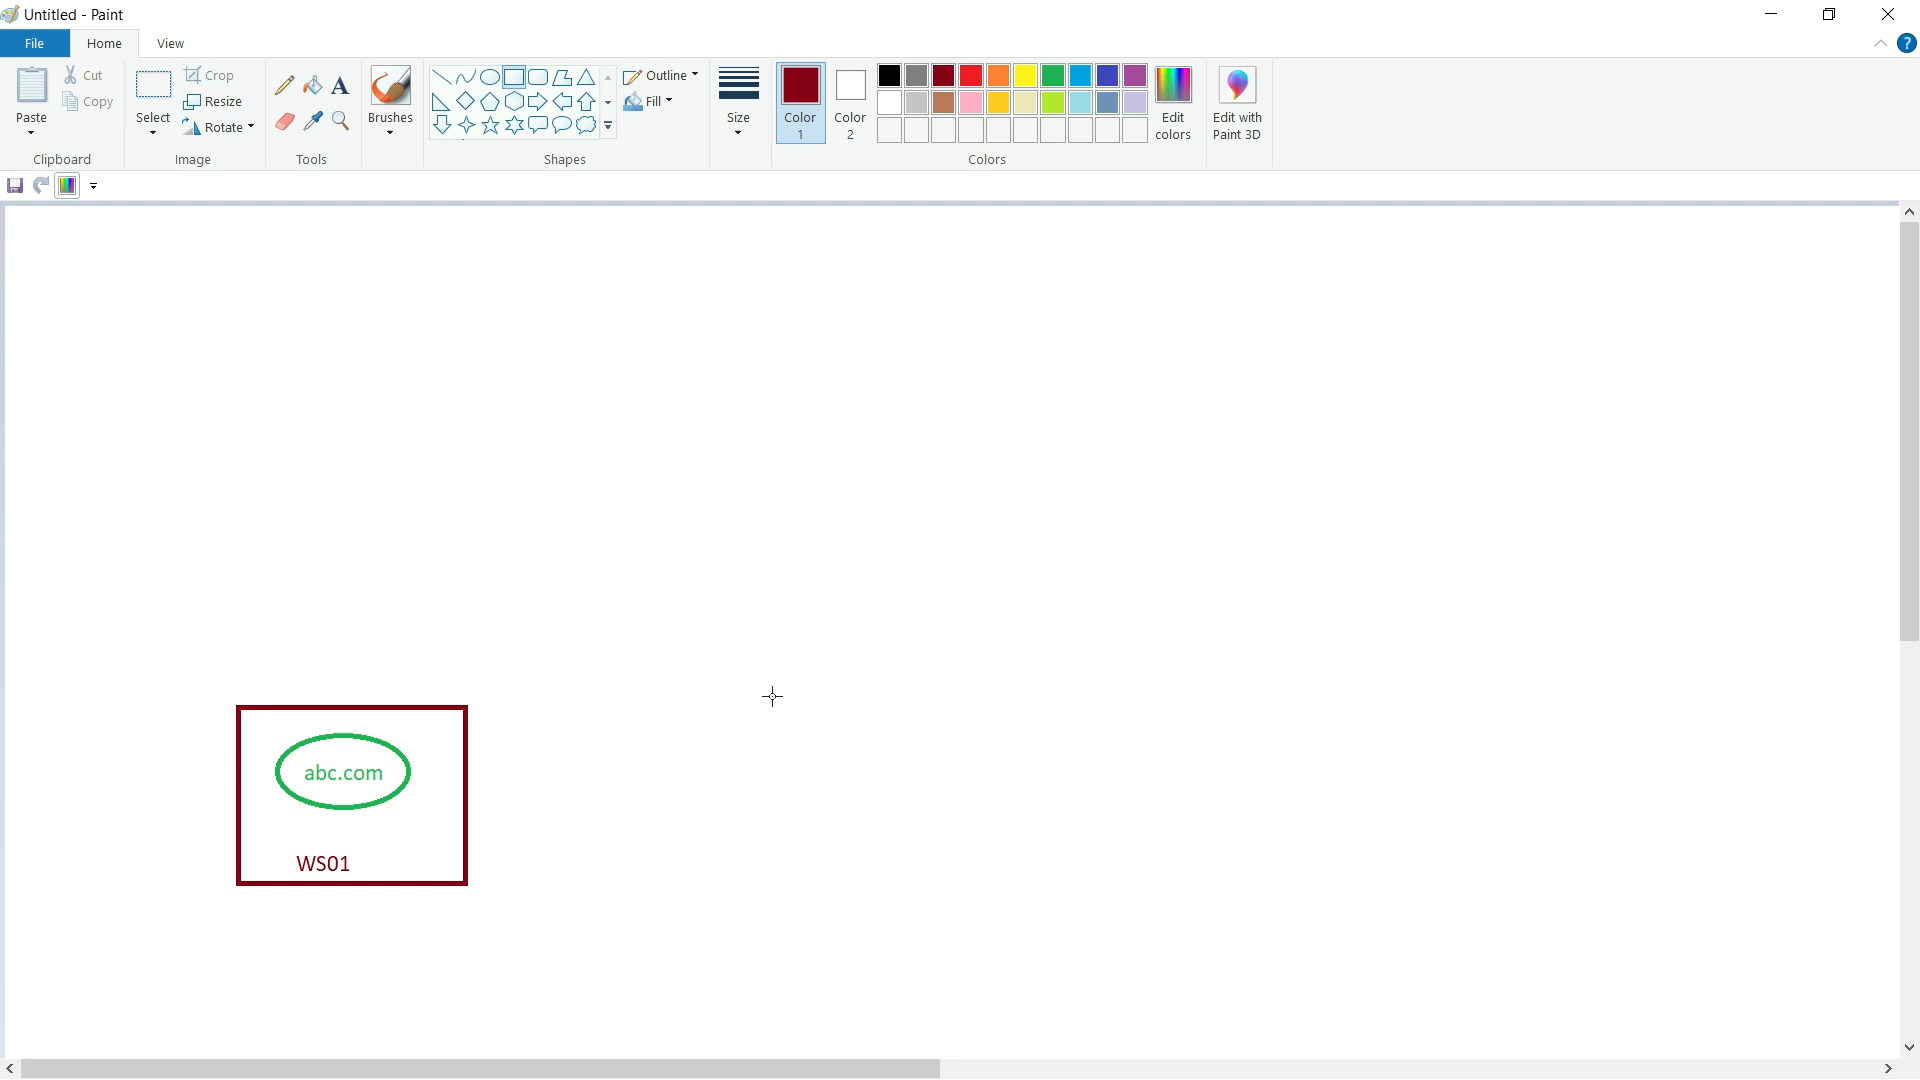 Untitled - Paint
File Home View
Paste
Cut
Copy
Clipboard
Select
Crop
Resize
Rotate
Image
A
Tools
Brushes
Shapes
Outline
Fill
Size
Color 1
Color 2
Colors
Edit colors
Edit with Paint 3D
?
abc.com
WS01